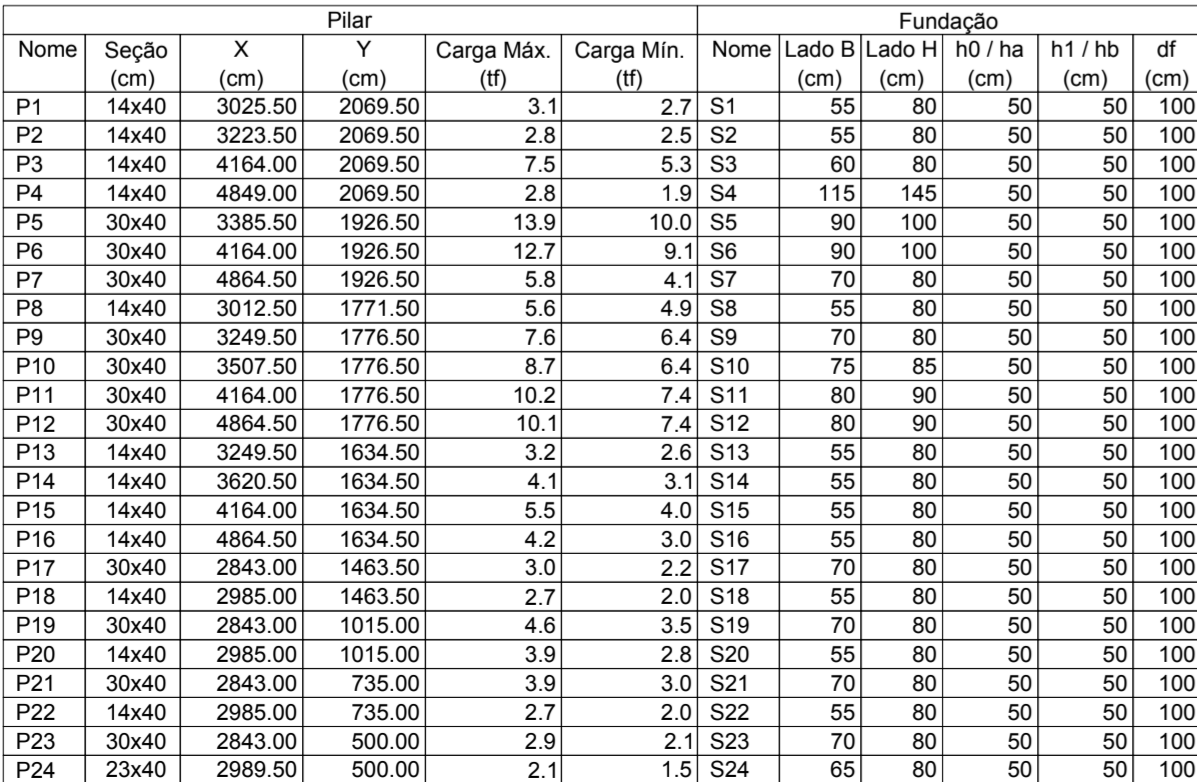 Pilar Fundação
Nome Seção X Y Carga Máx. Carga Mín. Nome Lado B Lado H h0 / ha h1 / hb df
(cm) (cm) (cm) (tf) (tf) (cm) (cm) (cm) (cm) (cm)
P1 14x40 3025.50 2069.50 3.1 2.7 S1 55 80 50 50 100
P2 14x40 3223.50 2069.50 2.8 2.5 S2 55 80 50 50 100
P3 14x40 4164.00 2069.50 7.5 5.3 S3 60 80 50 50 100
P4 14x40 4849.00 2069.50 2.8 1.9 S4 115 145 50 50 100
P5 30x40 3385.50 1926.50 13.9 10.0 S5 90 100 50 50 100
P6 30x40 4164.00 1926.50 12.7 9.1 S6 90 100 50 50 100
P7 30x40 4864.50 1926.50 5.8 4.1 S7 70 80 50 50 100
P8 14x40 3012.50 1771.50 5.6 4.9 S8 55 80 50 50 100
P9 30x40 3249.50 1776.50 7.6 6.4 S9 70 80 50 50 100
P10 30x40 3507.50 1776.50 8.7 6.4 S10 75 85 50 50 100
P11 30x40 4164.00 1776.50 10.2 7.4 S11 80 90 50 50 100
P12 30x40 4864.50 1776.50 10.1 7.4 S12 80 90 50 50 100
P13 14x40 3249.50 1634.50 3.2 2.6 S13 55 80 50 50 100
P14 14x40 3620.50 1634.50 4.1 3.1 S14 55 80 50 50 100
P15 14x40 4164.00 1634.50 5.5 4.0 S15 55 80 50 50 100
P16 14x40 4864.50 1634.50 4.2 3.0 S16 55 80 50 50 100
P17 30x40 2843.00 1463.50 3.0 2.2 S17 70 80 50 50 100
P18 14x40 2985.00 1463.50 2.7 2.0 S18 55 80 50 50 100
P19 30x40 2843.00 1015.00 4.6 3.5 S19 70 80 50 50 100
P20 14x40 2985.00 1015.00 3.9 2.8 S20 55 80 50 50 100
P21 30x40 2843.00 735.00 3.9 3.0 S21 70 80 50 50 100
P22 14x40 2985.00 735.00 2.7 2.0 S22 55 80 50 50 100
P23 30x40 2843.00 500.00 2.9 2.1 S23 70 80 50 50 100
P24 23x40 2989.50 500.00 2.1 1.5 S24 65 80 50 50 100